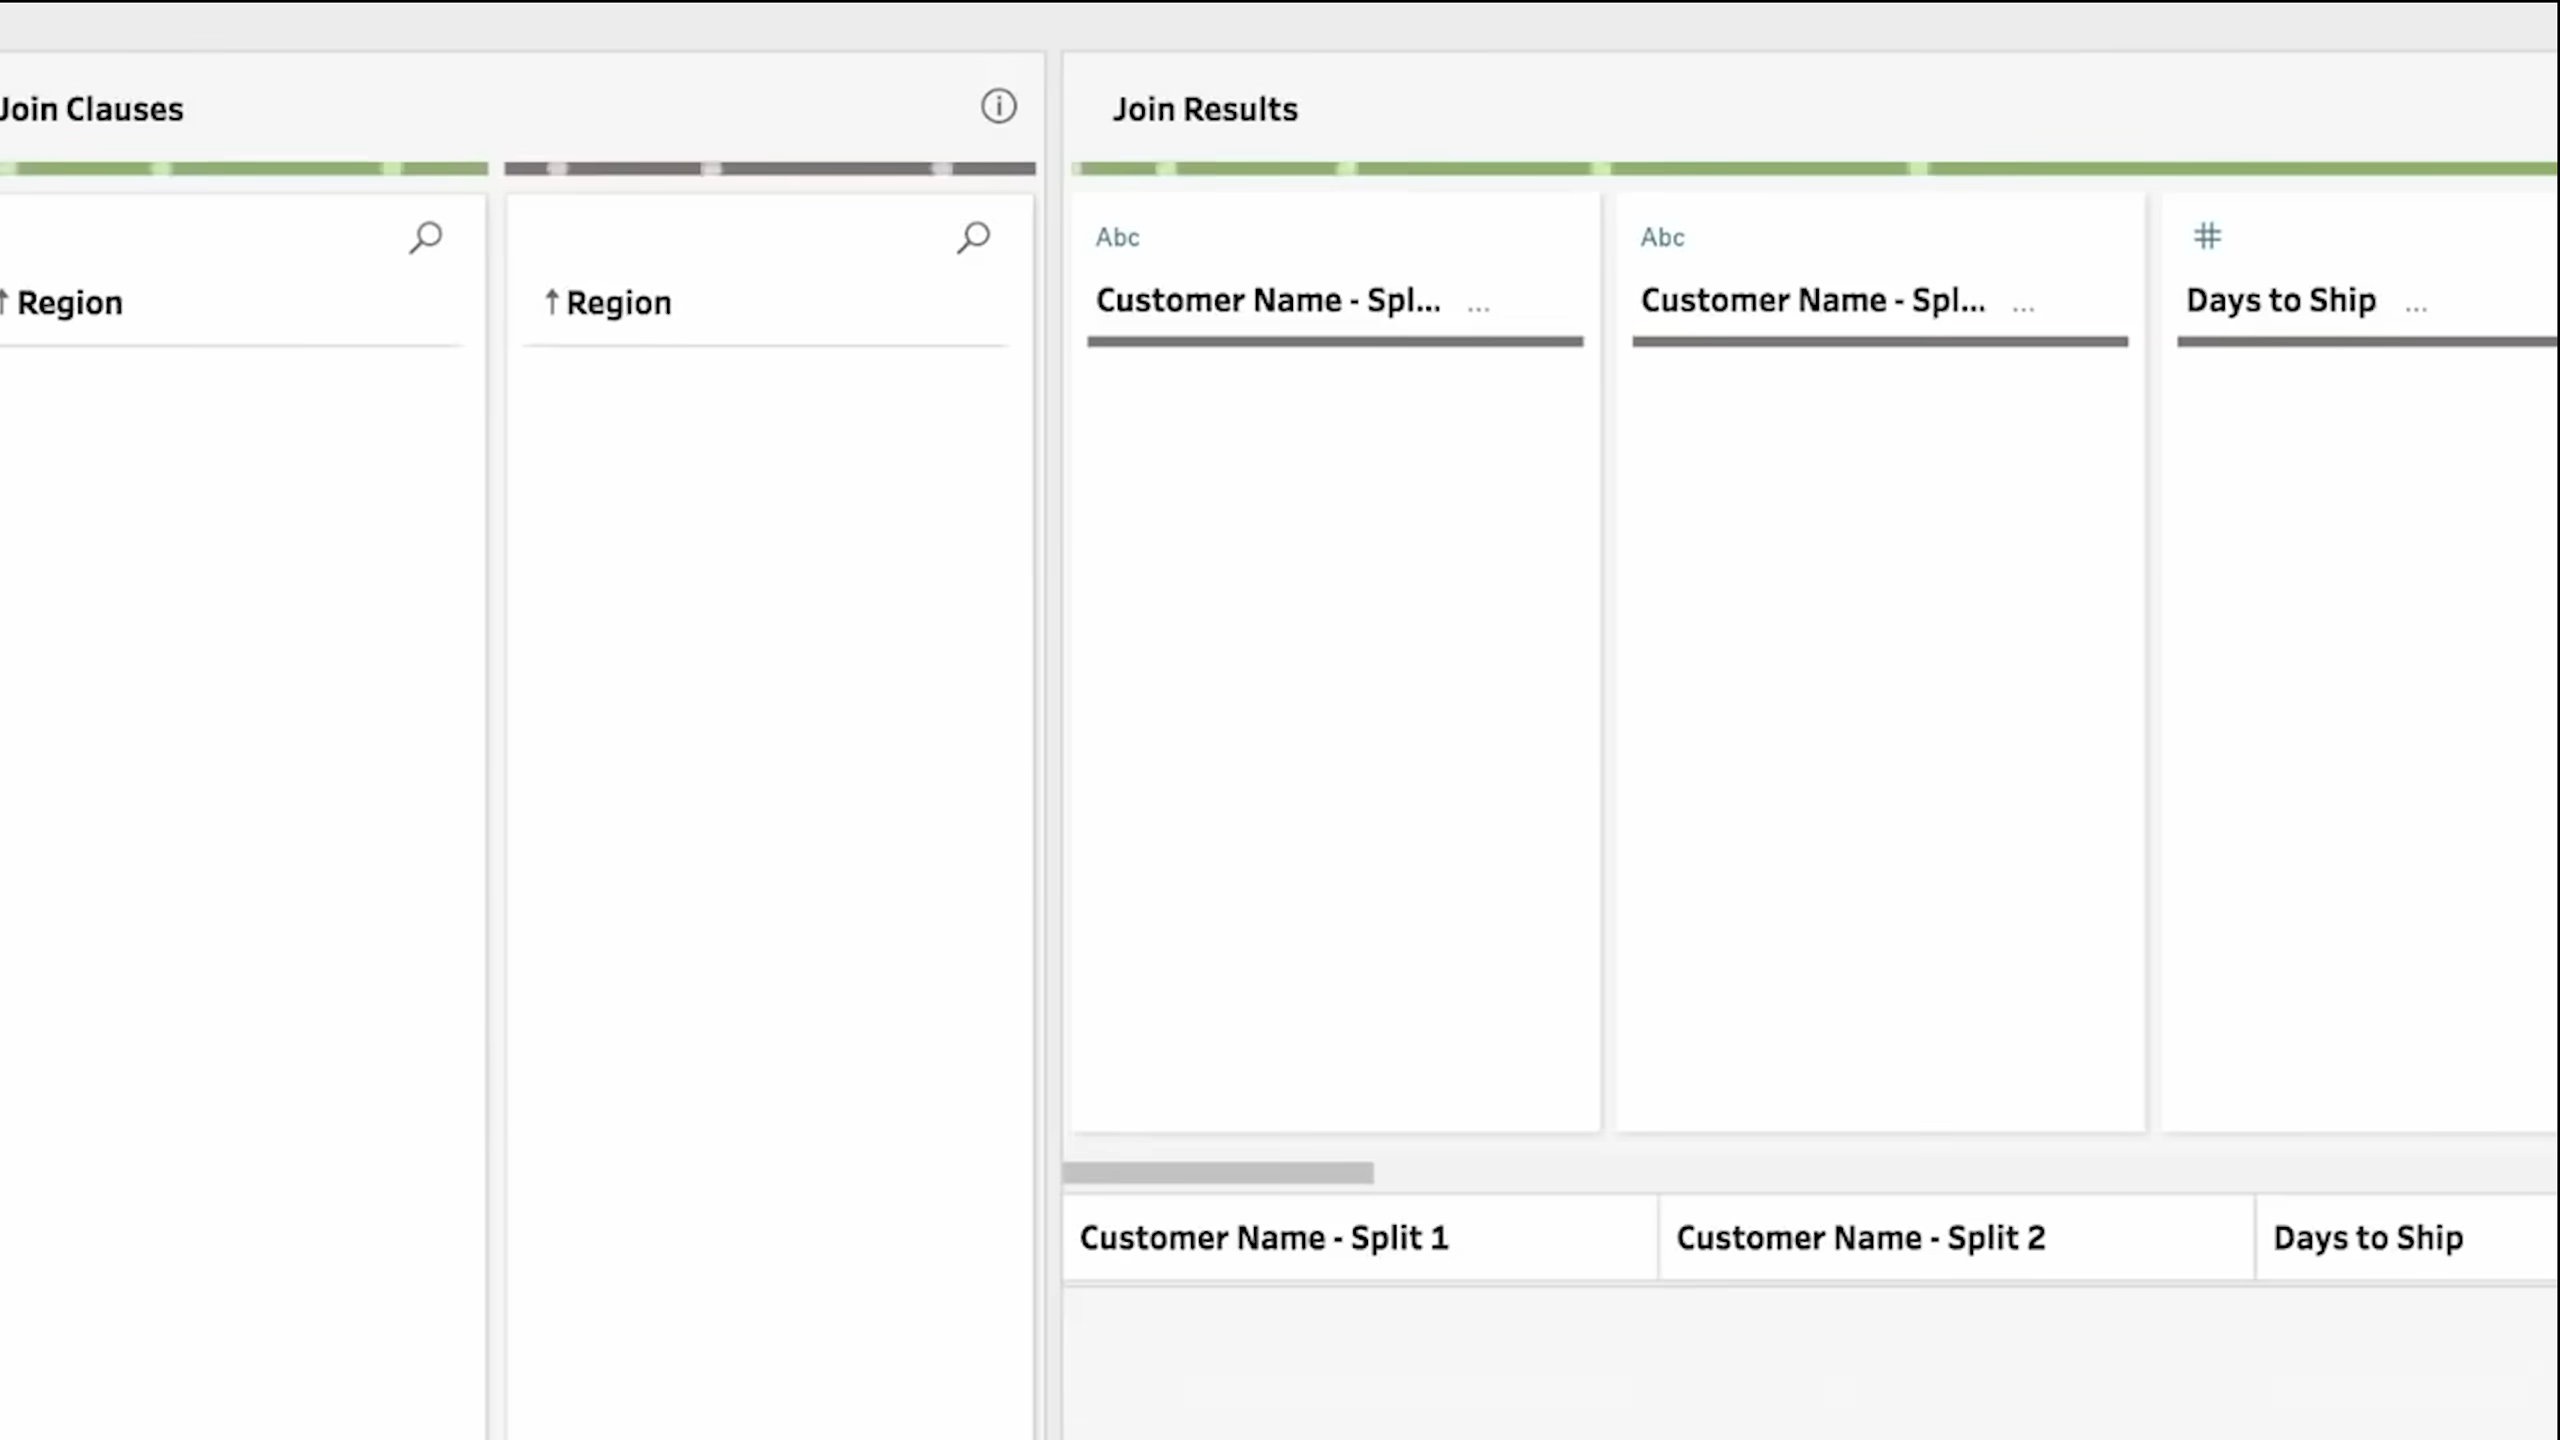 Join Clauses
Join Results
Abc
Abc
#
↑ Region
↑ Region
Customer Name - Spl... ...
Customer Name - Spl... ...
Days to Ship ...
Customer Name - Split 1
Customer Name - Split 2
Days to Ship